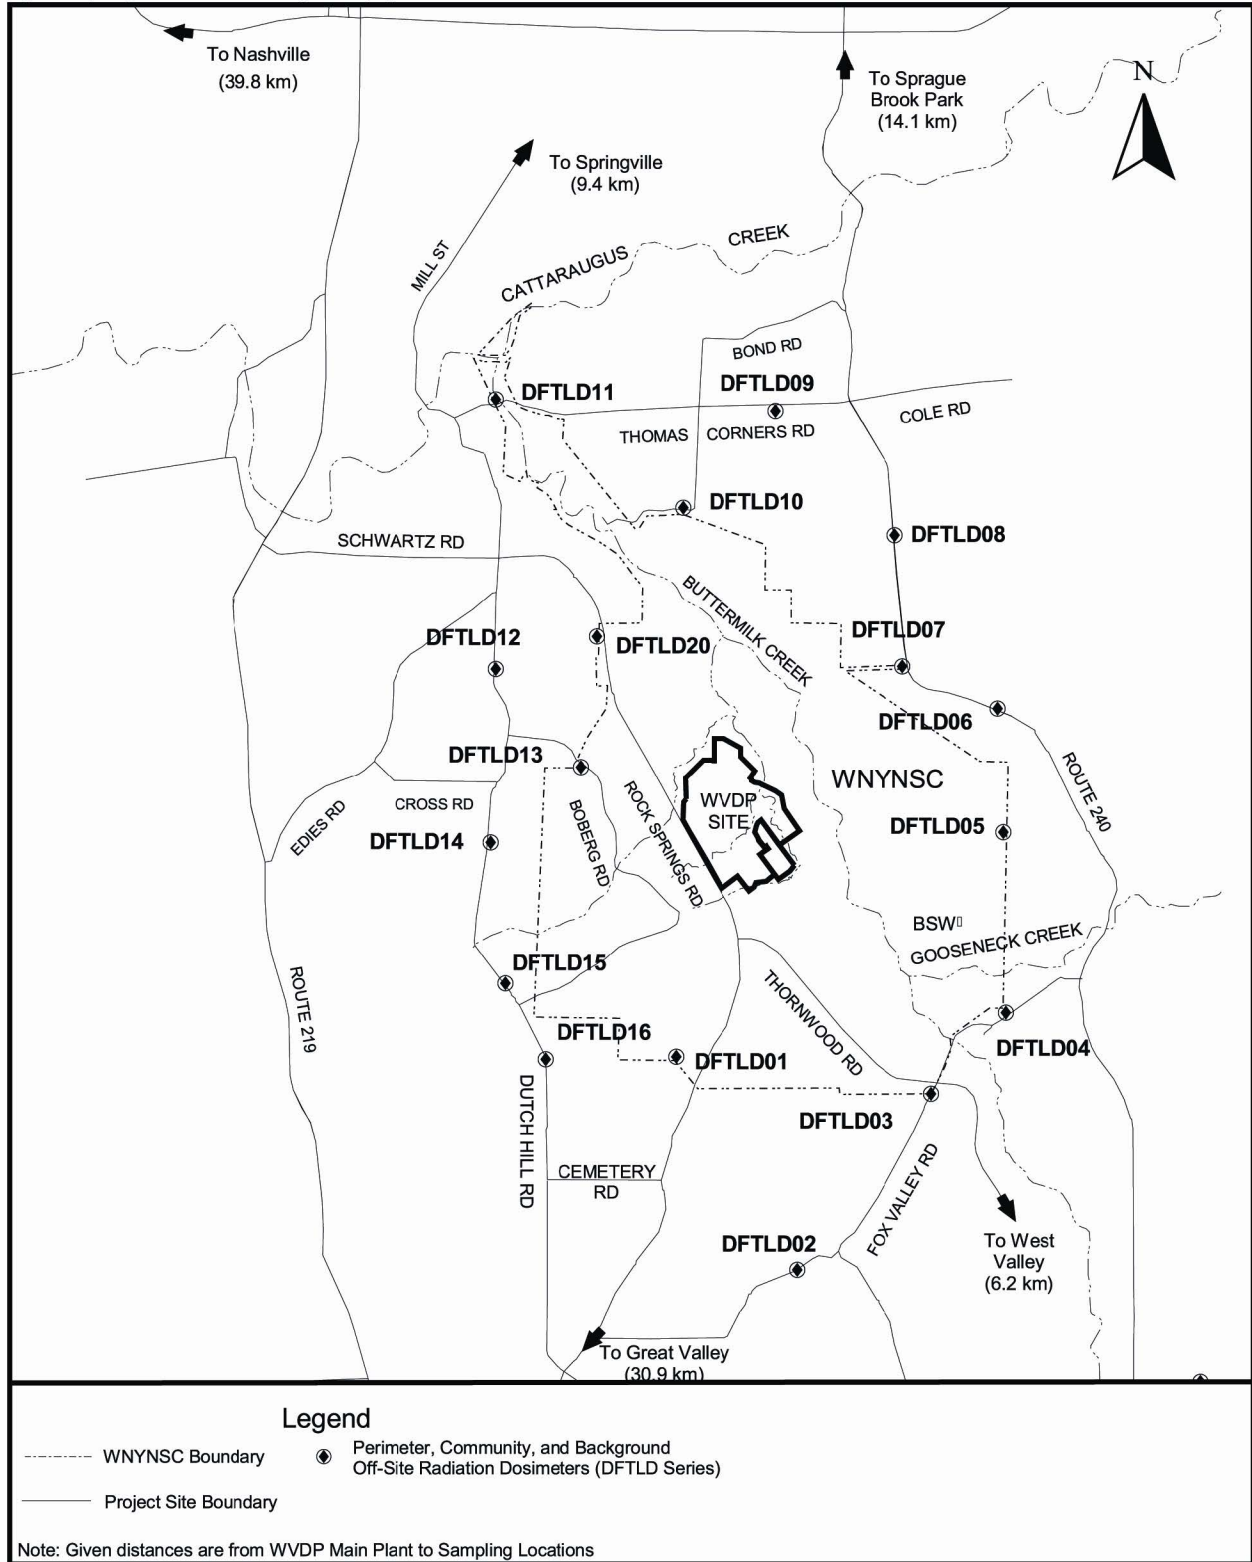 To Nashville
(39.8 km)
To Sprague
Brook Park
(14.1 km)
N
To Springville
(9.4 km)
MILL ST
CATTARAUGUS
CREEK
BOND RD
DFTLD11
DFTLD09
COLE RD
THOMAS
CORNERS RD
DFTLD10
DFTLD08
SCHWARTZ RD
BUTTERMILK CREEK
DFTLD12
DFTLD20
DFTLD07
DFTLD06
DFTLD13
WNYNSC
ROUTE 240
EDIES RD
CROSS RD
BOBERG RD
ROCK SPRINGS RD
WVDP
SITE
DFTLD14
DFTLD05
BSW
GOOSENECK CREEK
DFTLD15
ROUTE 219
THORNWOOD RD
DFTLD16
DFTLD01
DFTLD04
DFTLD03
DUTCH HILL RD
CEMETERY
RD
FOX VALLEY RD
DFTLD02
To West
Valley
(6.2 km)
To Great Valley
(30.9 km)
Legend
WNYNSC Boundary
Perimeter, Community, and Background
Off-Site Radiation Dosimeters (DFTLD Series)
Project Site Boundary
Note: Given distances are from WVDP Main Plant to Sampling Locations